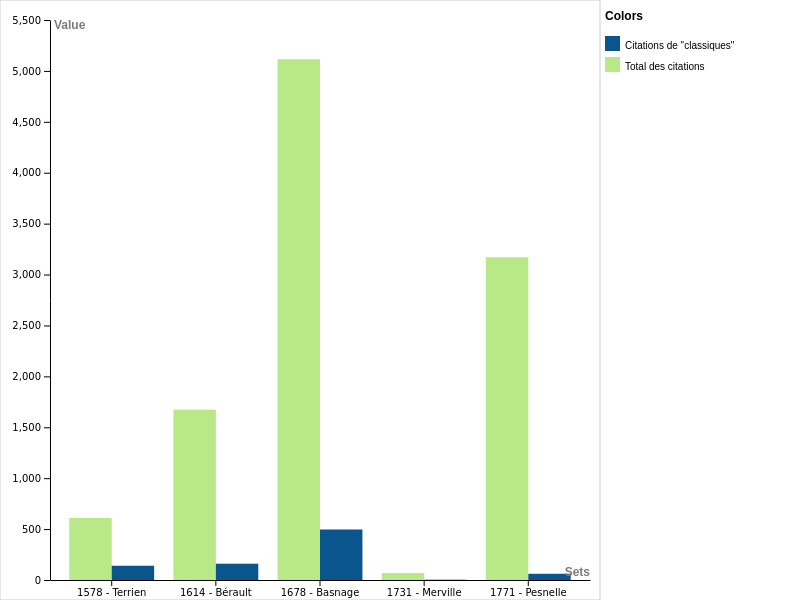 Value
5,500
5,000
4,500
4,000
3,500
3,000
2,500
2,000
1,500
1,000
500
0
Sets
1578 - Terrien
1614 - Bérault
1678 - Basnage
1731 - Merville
1771 - Pesnelle
Colors
Citations de "classiques"
Total des citations